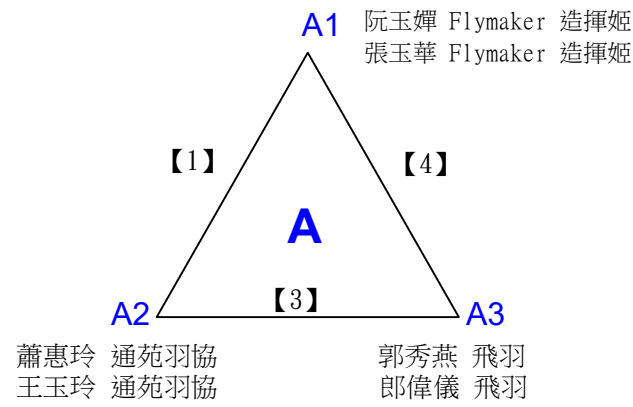 A1
阮玉嬋 Flymaker 造揮姬
張玉華 Flymaker 造揮姬
【1】
【4】
A
【3】
A2
A3
蕭惠玲 通苑羽協
王玉玲 通苑羽協
郭秀燕 飛羽
郎偉儀 飛羽